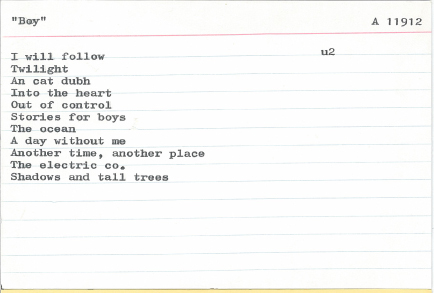 "Boy" A 11912
I will follow u2
Twilight
An cat dubh
Into the heart
Out of control
Stories for boys
The ocean
A day without me
Another time, another place
The electric co.
Shadows and tall trees